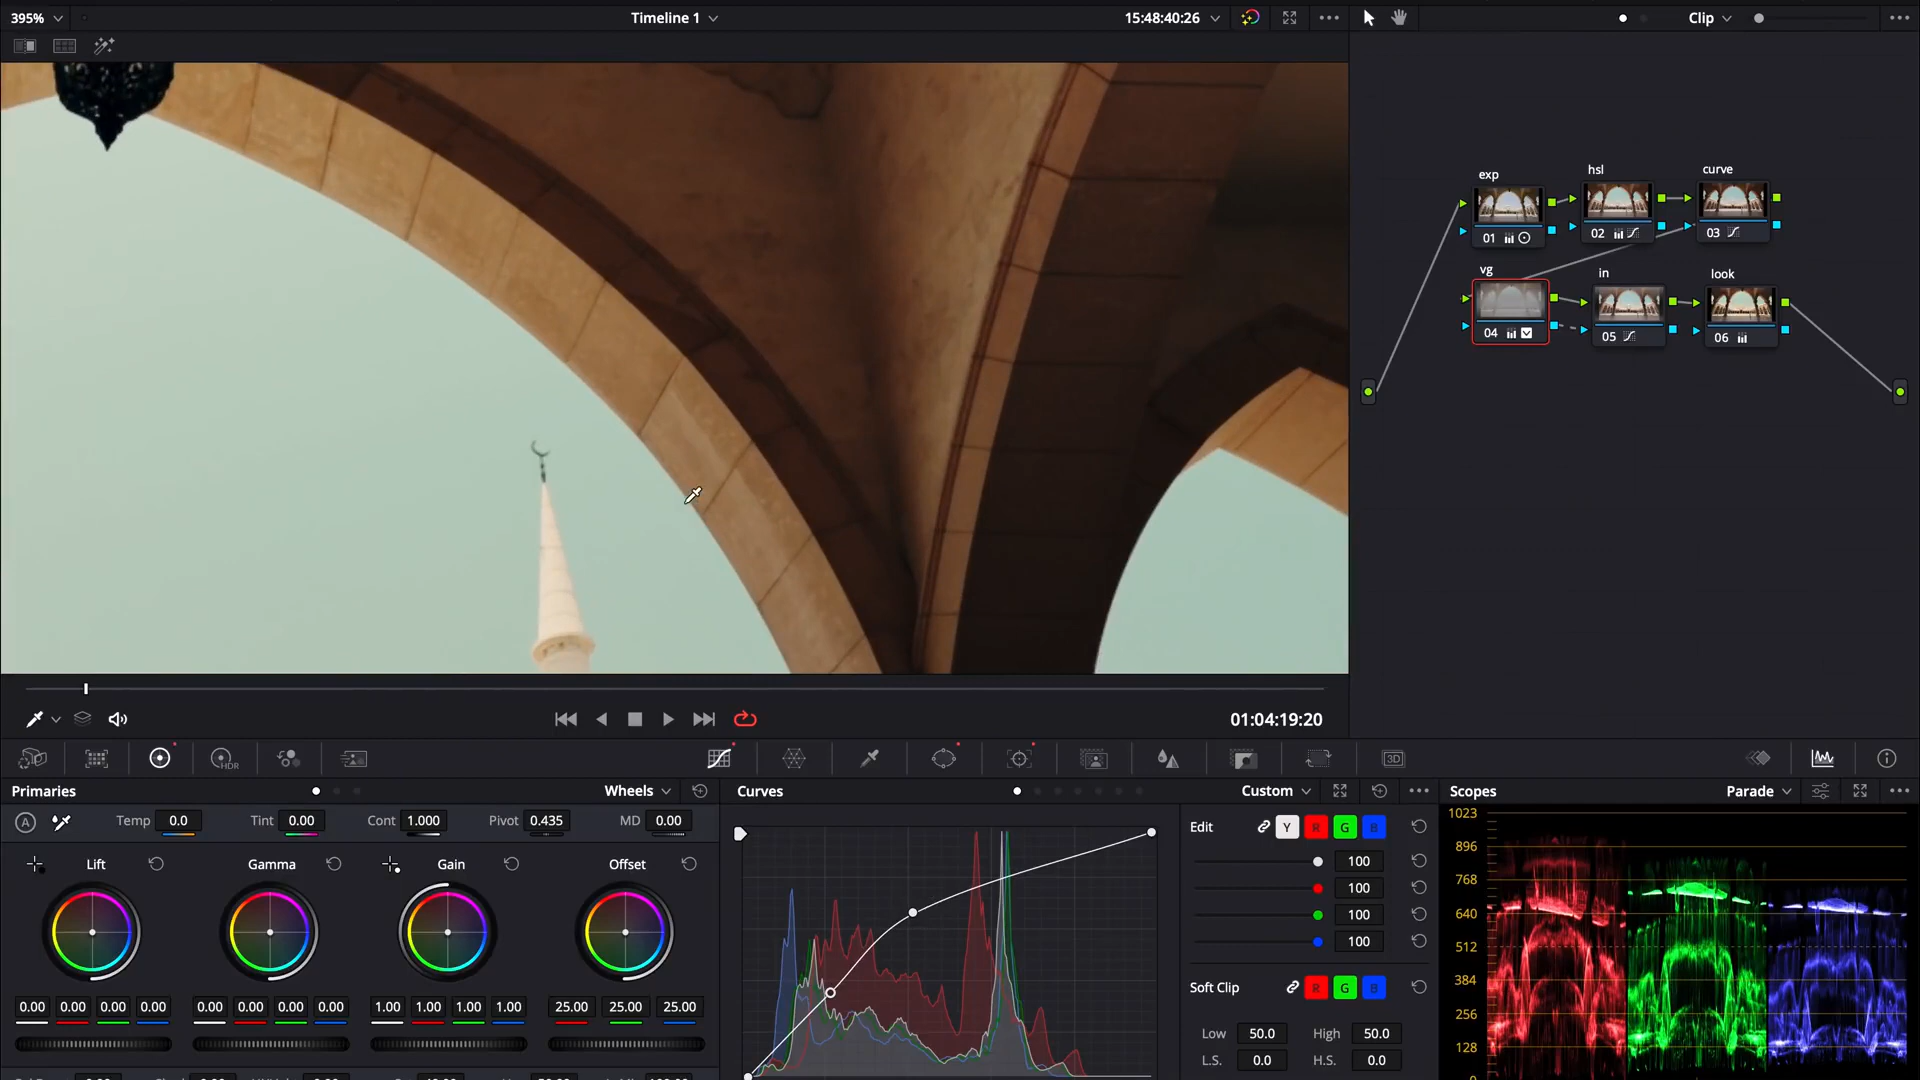 395%
Timeline 1
15:48:40:26
Clip
exp
hsl
curve
01
02
03
vg
in
look
04
05
06
01:04:19:20
HDR
3D
Primaries
Wheels
Curves
Custom
Scopes
Parade
A
Temp 0.0
Tint 0.00
Cont 1.000
Pivot 0.435
MD 0.00
Lift
Gamma
Gain
Offset
0.00 0.00 0.00 0.00
0.00 0.00 0.00 0.00
1.00 1.00 1.00 1.00
25.00 25.00 25.00
Edit
Y R G B
100
100
100
100
Soft Clip
R G B
Low 50.0
High 50.0
L.S. 0.0
H.S. 0.0
1023
896
768
640
512
384
256
128